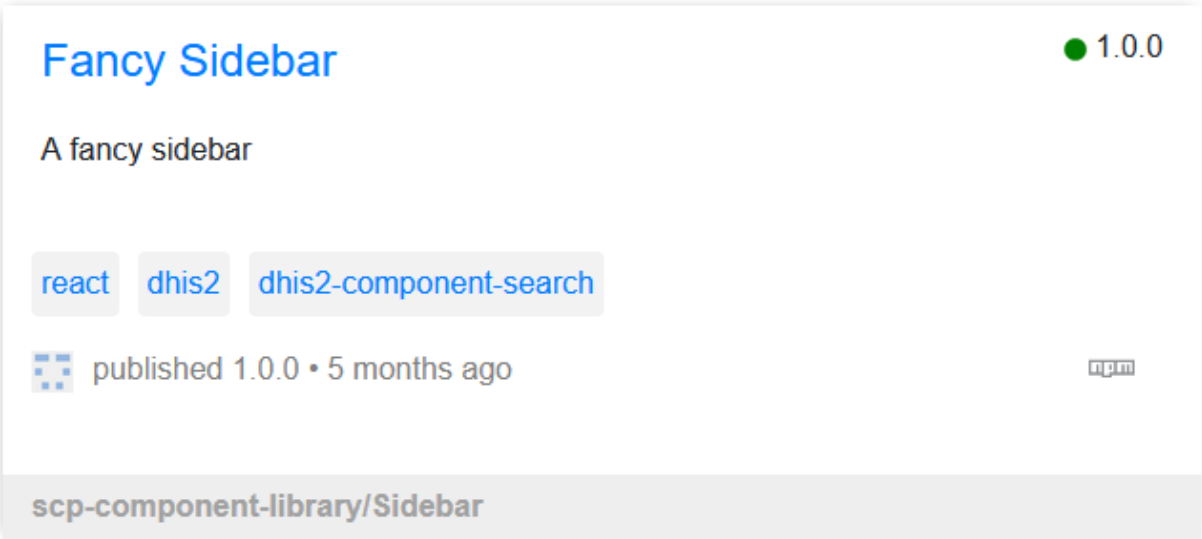 Fancy Sidebar
1.0.0
A fancy sidebar
react dhis2 dhis2-component-search
published 1.0.0 • 5 months ago
npm
scp-component-library/Sidebar